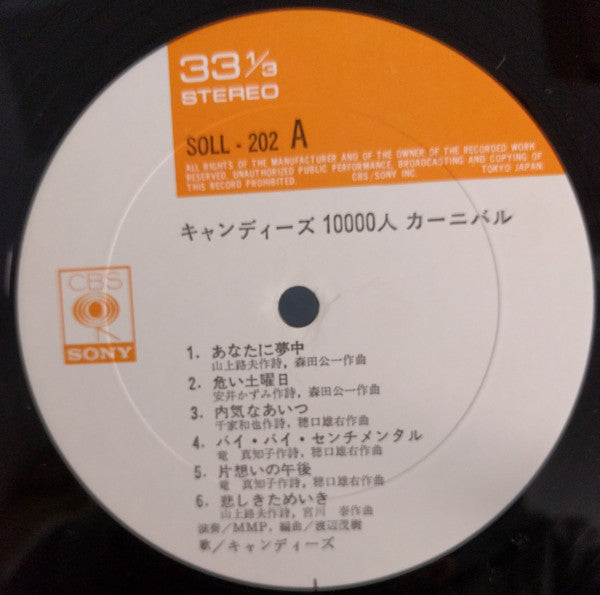 33 1/3
STEREO
SOLL - 202 A
ALL RIGHTS OF THE MANUFACTURER AND OF THE OWNER OF THE RECORDED WORK
RESERVED. UNAUTHORIZED PUBLIC PERFORMANCE, BROADCASTING AND COPYING OF
THIS RECORD PROHIBITED. CBS/SONY INC. TOKYO JAPAN.
キャンディーズ 10000人 カーニバル
CBS
SONY
1. あなたに夢中
山上路夫作詩, 森田公一作曲
2. 危い土曜日
安井かずみ作詩, 森田公一作曲
3. 内気なあいつ
千家和也作詩, 穂口雄右作曲
4. バイ・バイ・センチメンタル
竜 真知子作詩, 穂口雄右作曲
5. 片想いの午後
竜 真知子作詩, 穂口雄右作曲
6. 悲しきためいき
山上路夫作詩, 宮川 泰作曲
演奏/MMP, 編曲/渡辺茂樹
歌/キャンディーズ